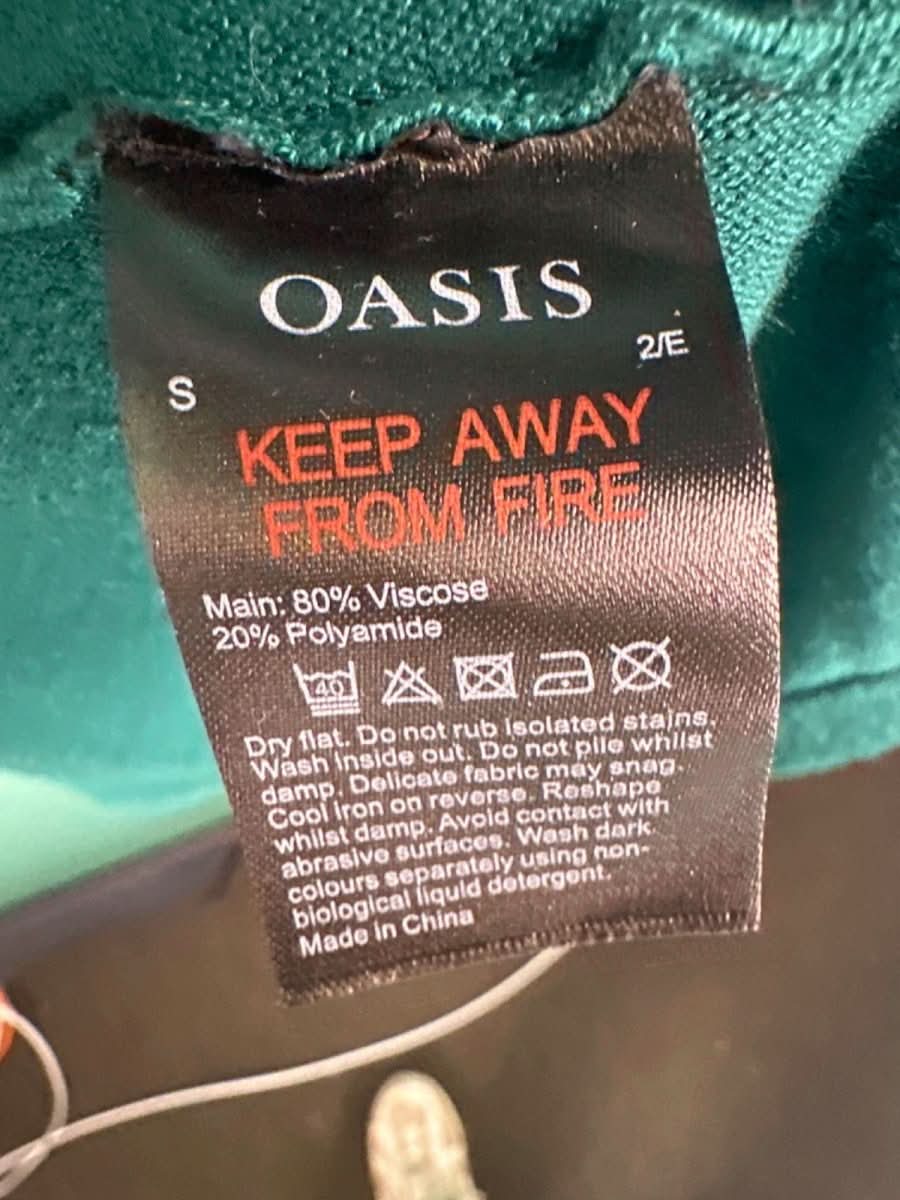 OASIS
S
2/E
KEEP AWAY
FROM FIRE
Main: 80% Viscose
20% Polyamide
40
Dry flat. Do not rub isolated stains.
Wash inside out. Do not pile whilst
damp. Delicate fabric may snag.
Cool iron on reverse. Reshape
whilst damp. Avoid contact with
abrasive surfaces. Wash dark
colours separately using non-
biological liquid detergent.
Made in China